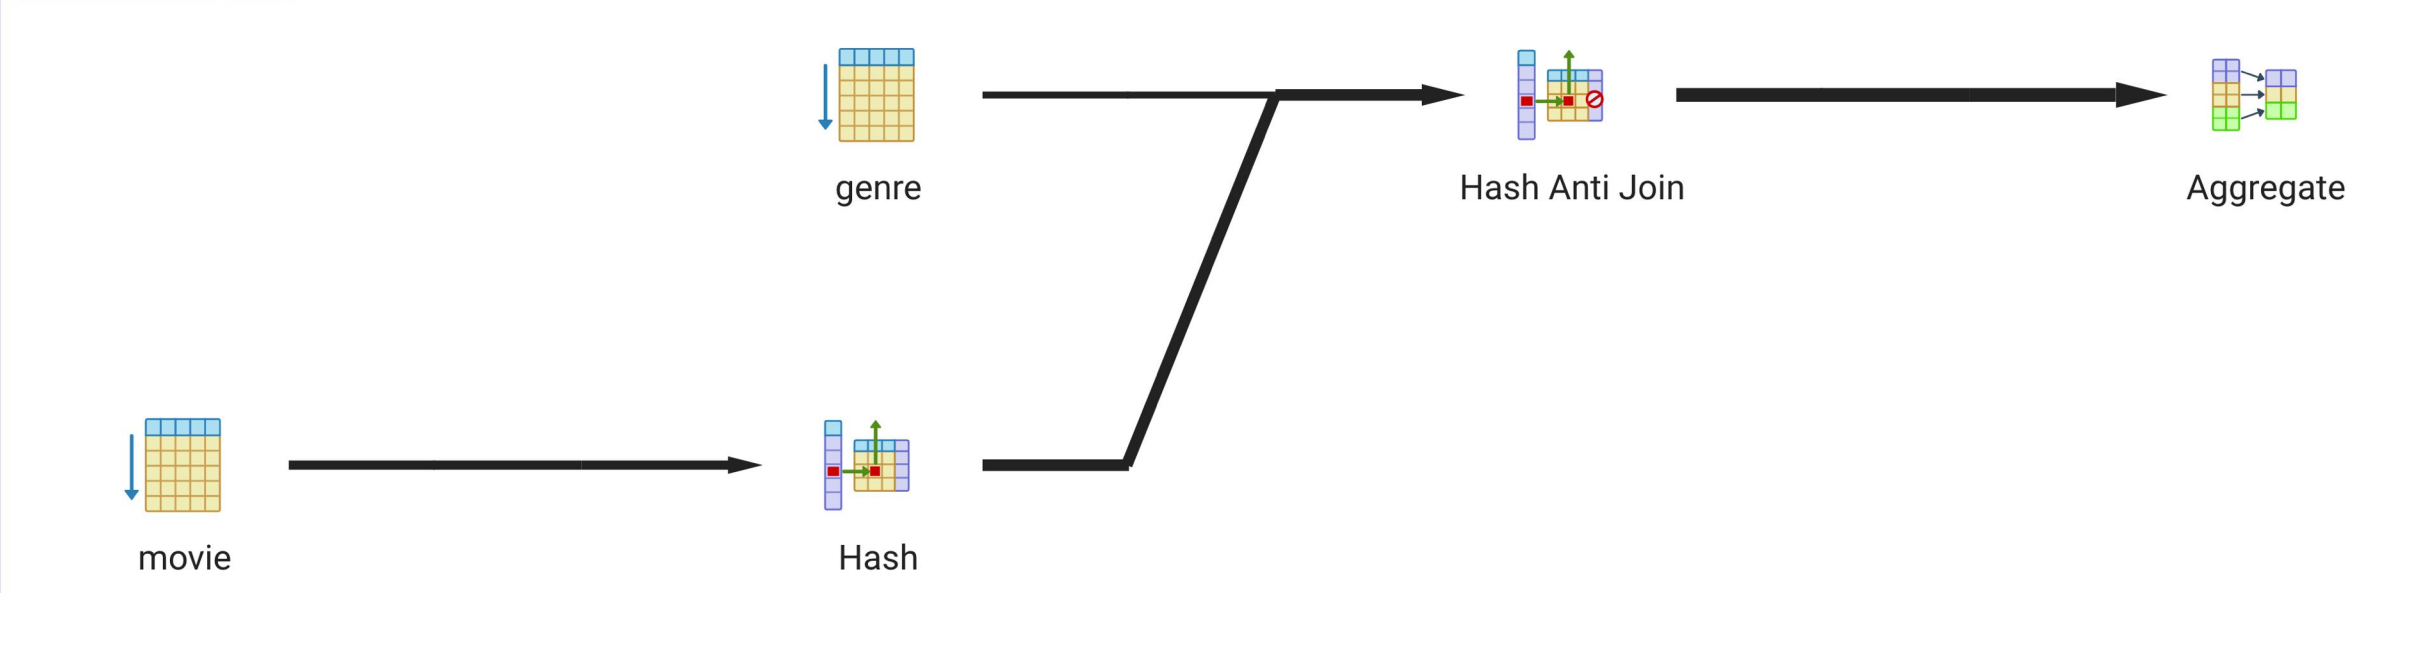 genre
Hash Anti Join
Aggregate
movie
Hash